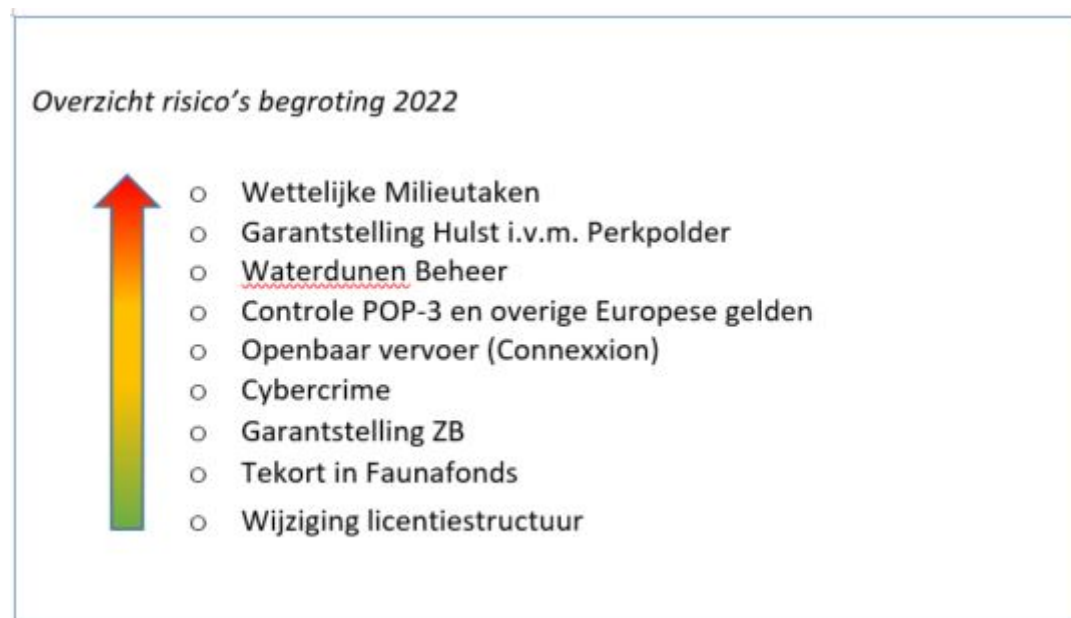 Overzicht risico's begroting 2022
o Wettelijke Milieutaken
o Garantstelling Hulst i.v.m. Perkpolder
o Waterdunen Beheer
o Controle POP-3 en overige Europese gelden
o Openbaar vervoer (Connexxion)
o Cybercrime
o Garantstelling ZB
o Tekort in Faunafonds
o Wijziging licentiestructuur